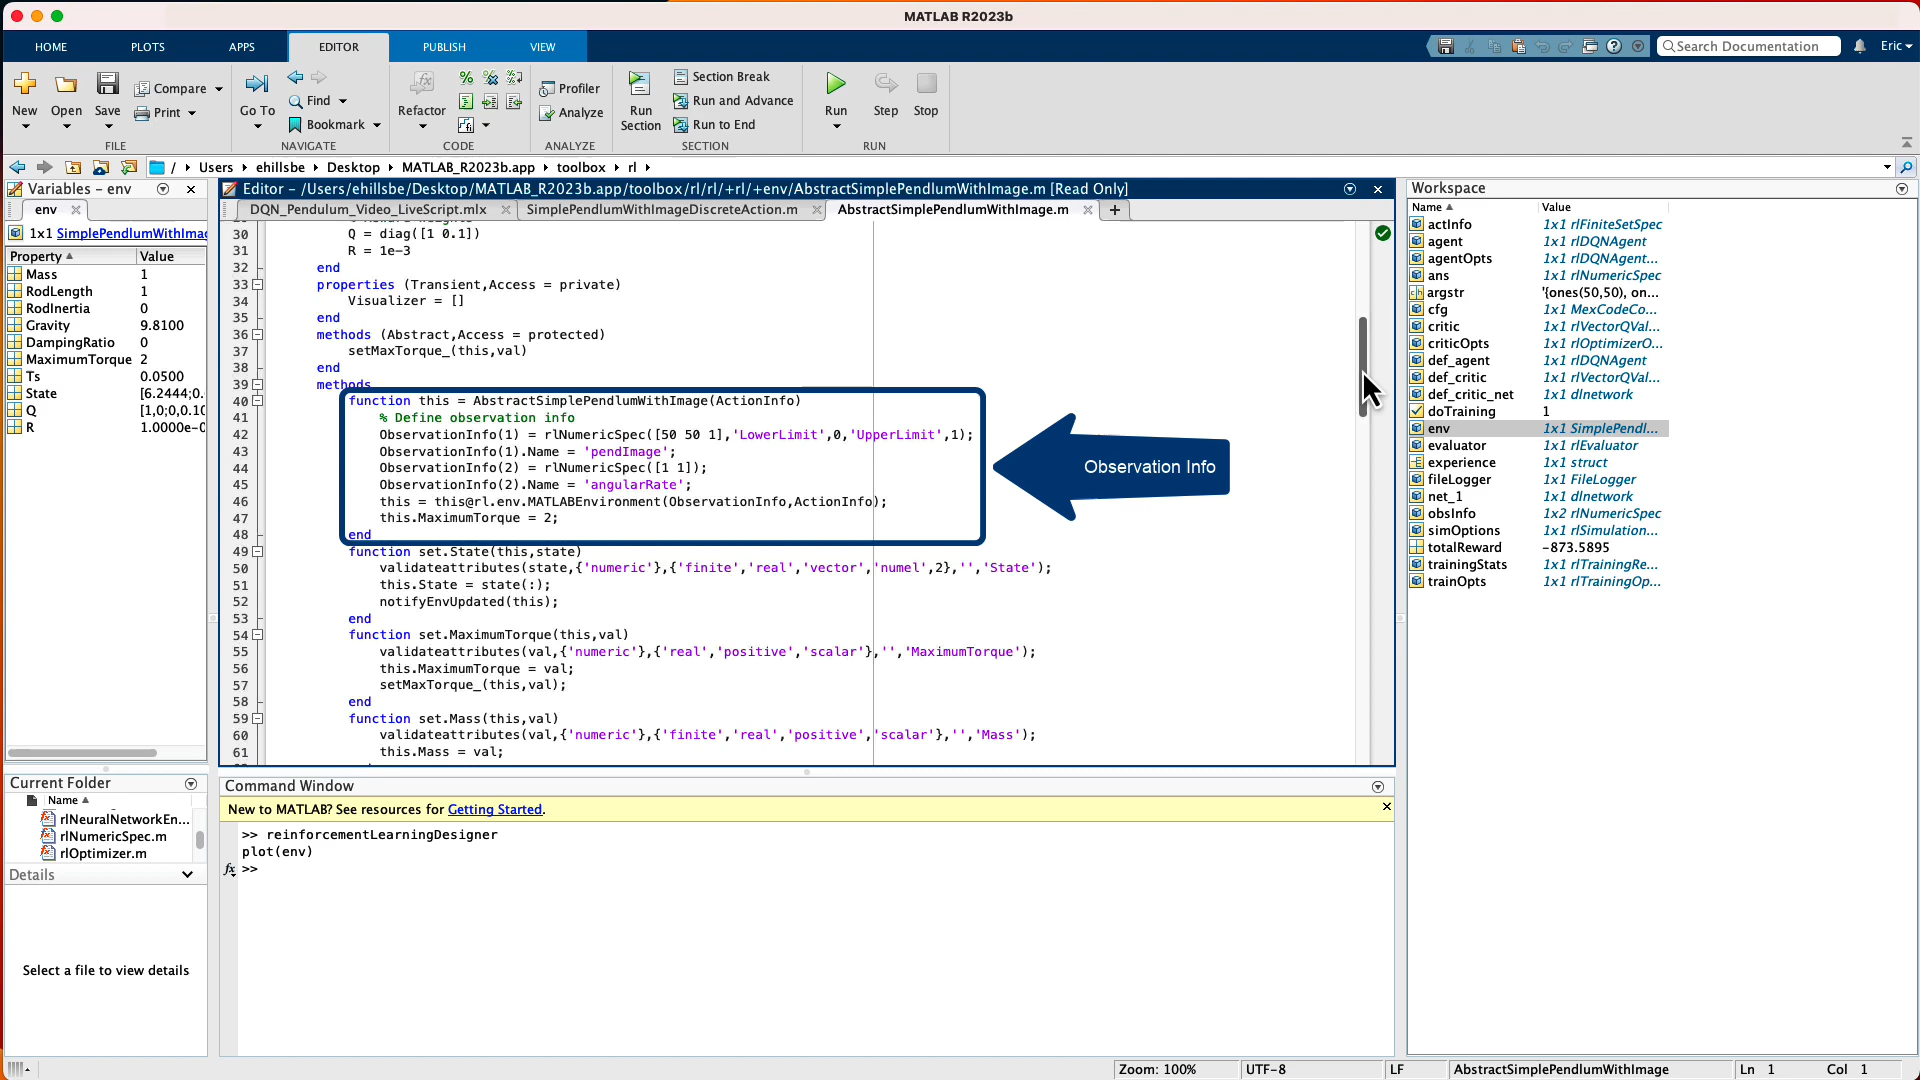 MATLAB R2023b
HOME PLOTS APPS EDITOR PUBLISH VIEW
Search Documentation
Eric
New Open Save Compare Print
FILE
Go To Find Bookmark
NAVIGATE
Refactor
CODE
Profiler
Analyze
ANALYZE
Run Section
Section Break
Run and Advance
Run to End
SECTION
Run Step Stop
RUN
/ Users ehillsbe Desktop MATLAB_R2023b.app toolbox rl
Variables - env
env
1x1 SimplePendlumWithImag
Property Value
Mass 1
RodLength 1
RodInertia 0
Gravity 9.8100
DampingRatio 0
MaximumTorque 2
Ts 0.0500
State [6.2444;0.
Q [1,0;0,0.10
R 1.0000e-0
Current Folder
Name
rlNeuralNetworkEn...
rlNumericSpec.m
rlOptimizer.m
Details
Select a file to view details
Editor - /Users/ehillsbe/Desktop/MATLAB_R2023b.app/toolbox/rl/rl/+rl/+env/AbstractSimplePendlumWithImage.m [Read Only]
DQN_Pendulum_Video_LiveScript.mlx SimplePendlumWithImageDiscreteAction.m AbstractSimplePendlumWithImage.m +
30 Q = diag([1 0.1])
31 R = 1e-3
32 end
33 properties (Transient,Access = private)
34 Visualizer = []
35 end
36 methods (Abstract,Access = protected)
37 setMaxTorque_(this,val)
38 end
39 methods
40 function this = AbstractSimplePendlumWithImage(ActionInfo)
41 % Define observation info
42 ObservationInfo(1) = rlNumericSpec([50 50 1],'LowerLimit',0,'UpperLimit',1);
43 ObservationInfo(1).Name = 'pendImage';
44 ObservationInfo(2) = rlNumericSpec([1 1]);
45 ObservationInfo(2).Name = 'angularRate';
46 this = this@rl.env.MATLABEnvironment(ObservationInfo,ActionInfo);
47 this.MaximumTorque = 2;
48 end
49 function set.State(this,state)
50 validateattributes(state,{'numeric'},{'finite','real','vector','numel',2},'','State');
51 this.State = state(:);
52 notifyEnvUpdated(this);
53 end
54 function set.MaximumTorque(this,val)
55 validateattributes(val,{'numeric'},{'real','positive','scalar'},'','MaximumTorque');
56 this.MaximumTorque = val;
57 setMaxTorque_(this,val);
58 end
59 function set.Mass(this,val)
60 validateattributes(val,{'numeric'},{'finite','real','positive','scalar'},'','Mass');
61 this.Mass = val;
Observation Info
Command Window
New to MATLAB? See resources for Getting Started.
>> reinforcementLearningDesigner
plot(env)
fx >>
Workspace
Name Value
actInfo 1x1 rlFiniteSetSpec
agent 1x1 rlDQNAgent
agentOpts 1x1 rlDQNAgent...
ans 1x1 rlNumericSpec
argstr '{ones(50,50), on...
cfg 1x1 MexCodeCo...
critic 1x1 rlVectorQVal...
criticOpts 1x1 rlOptimizerO...
def_agent 1x1 rlDQNAgent
def_critic 1x1 rlVectorQVal...
def_critic_net 1x1 dlnetwork
doTraining 1
env 1x1 SimplePendl...
evaluator 1x1 rlEvaluator
experience 1x1 struct
fileLogger 1x1 FileLogger
net_1 1x1 dlnetwork
obsInfo 1x2 rlNumericSpec
simOptions 1x1 rlSimulation...
totalReward -873.5895
trainingStats 1x1 rlTrainingRe...
trainOpts 1x1 rlTrainingOp...
Zoom: 100% UTF-8 LF AbstractSimplePendlumWithImage Ln 1 Col 1